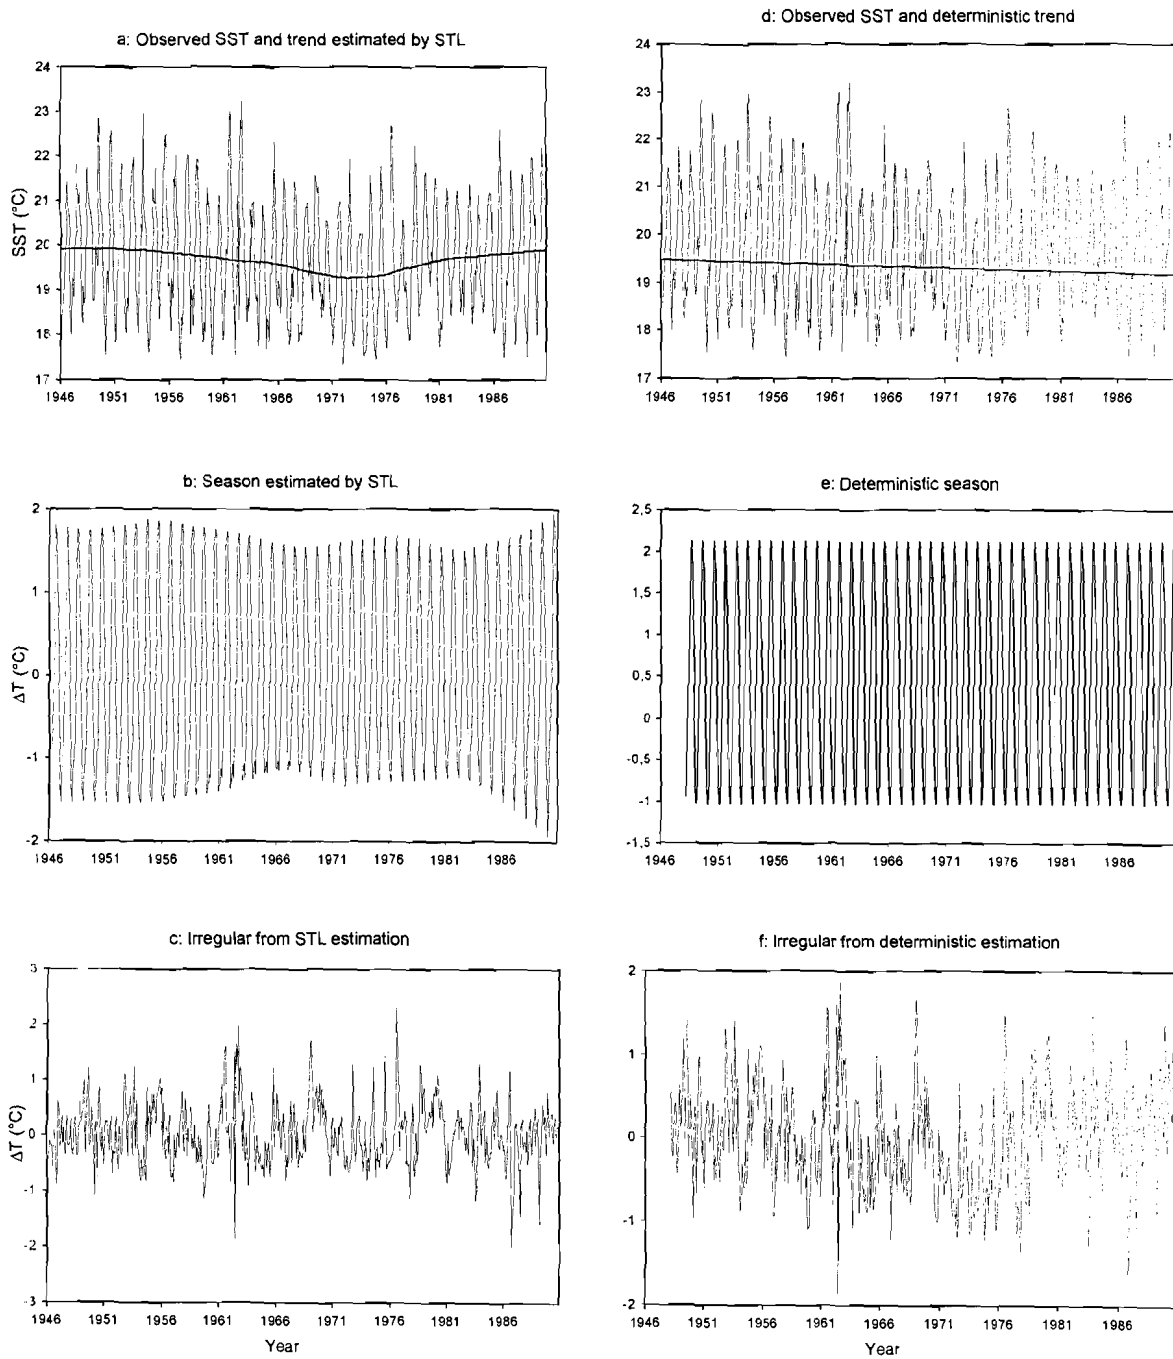 a: Observed SST and trend estimated by STL
24
23
22
21
20
19
18
17
SST (°C)
1946 1951 1956 1961 1966 1971 1976 1981 1986
d: Observed SST and deterministic trend
24
23
22
21
20
19
18
17
1946 1951 1956 1961 1966 1971 1976 1981 1986
b: Season estimated by STL
2
1
0
-1
-2
ΔT (°C)
1946 1951 1956 1961 1966 1971 1976 1981 1986
e: Deterministic season
2,5
2
1,5
1
0,5
0
-0,5
-1
-1,5
1946 1951 1956 1961 1966 1971 1976 1981 1986
c: Irregular from STL estimation
3
2
1
0
-1
-2
-3
ΔT (°C)
1946 1951 1956 1961 1966 1971 1976 1981 1986
Year
f: Irregular from deterministic estimation
2
1
0
-1
-2
1946 1951 1956 1961 1966 1971 1976 1981 1986
Year